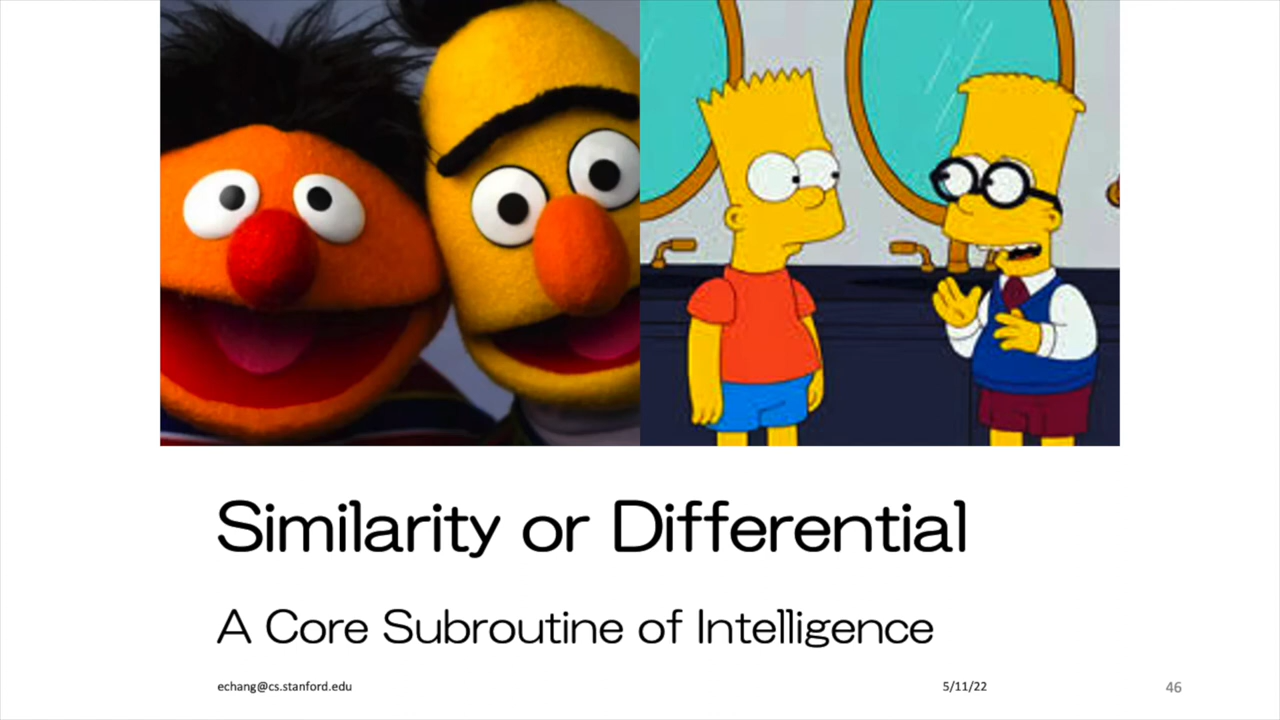 Similarity or Differential
A Core Subroutine of Intelligence
echang@cs.stanford.edu 5/11/22 46